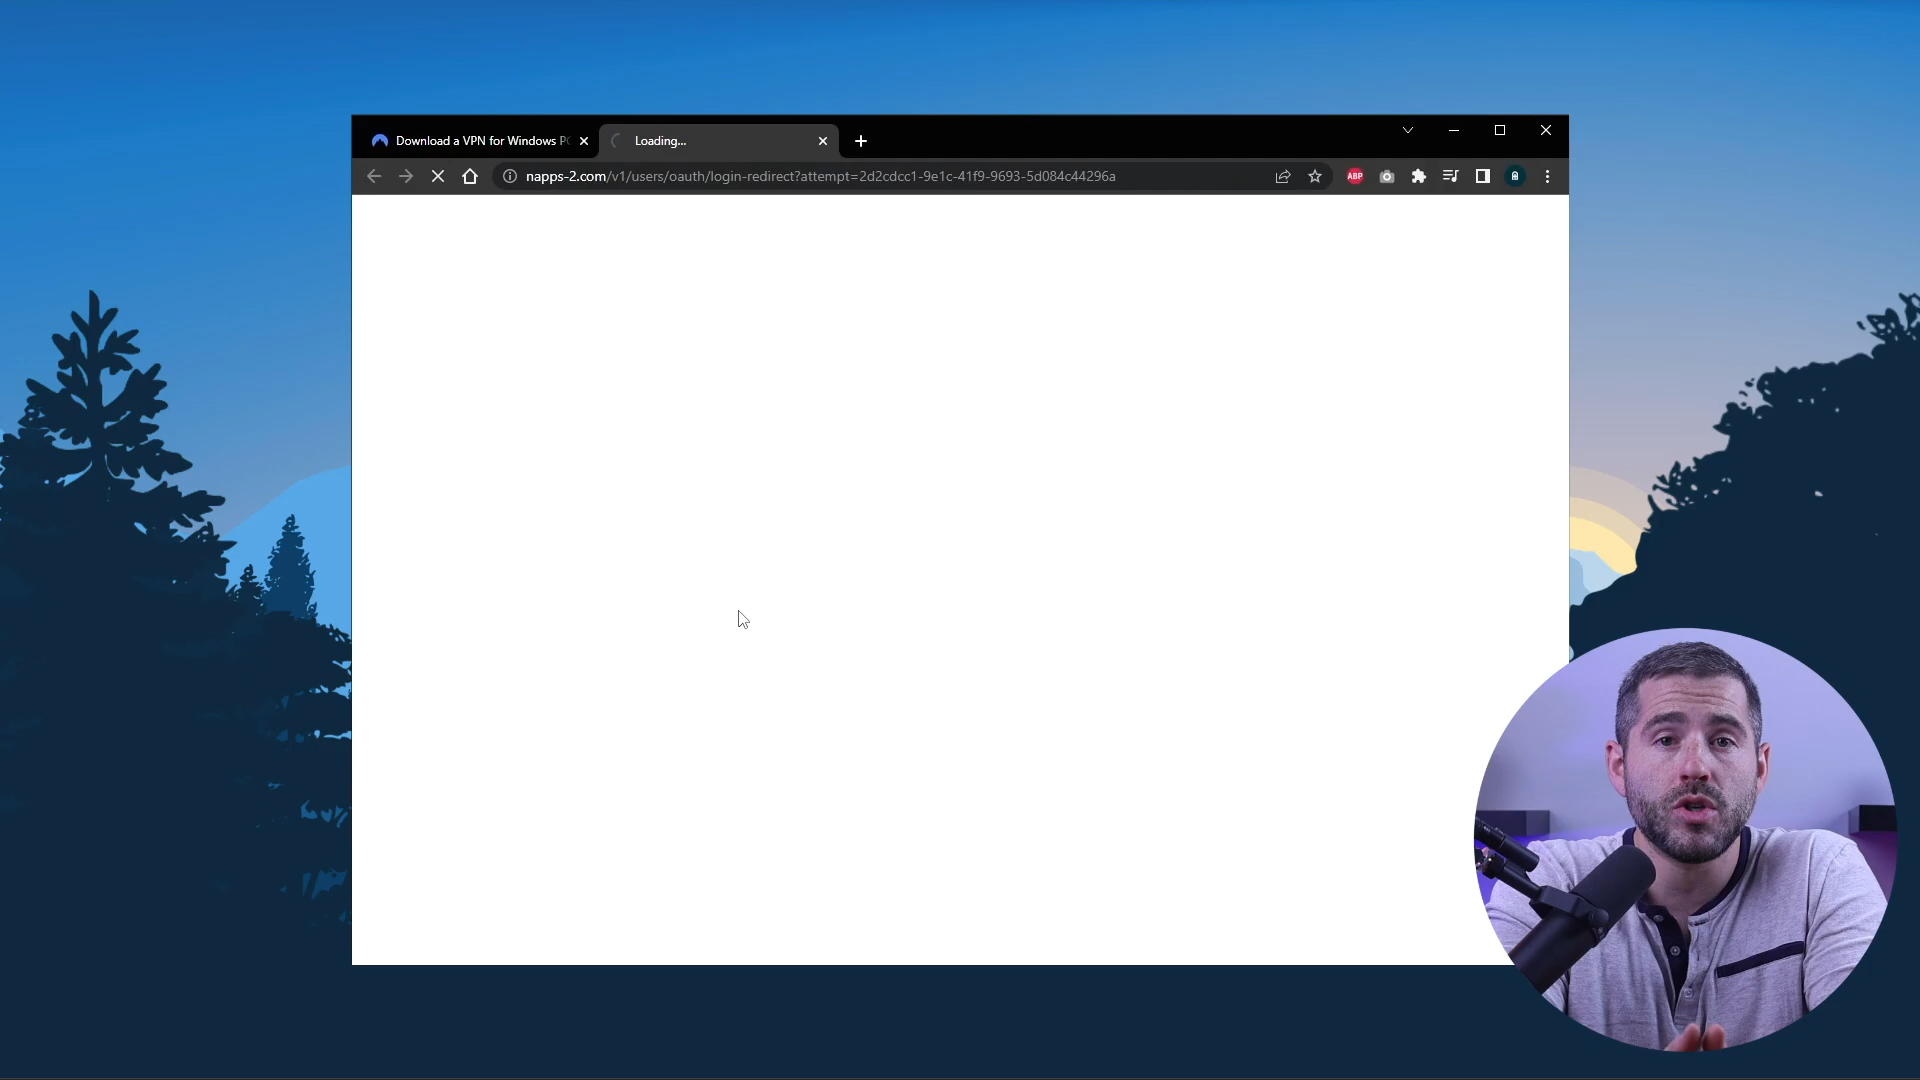 Download a VPN for Windows PC
Loading...
napps-2.com/v1/users/oauth/login-redirect?attempt=2d2cdcc1-9e1c-41f9-9693-5d084c44296a
ABP